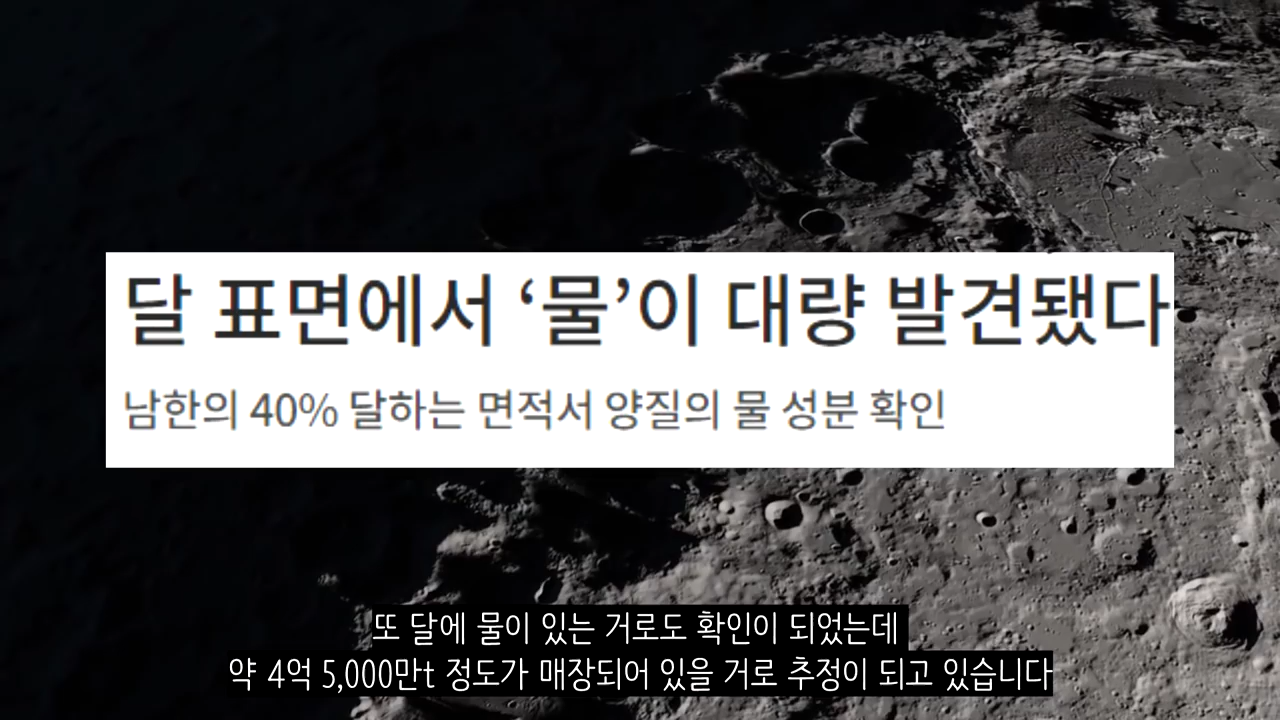 달 표면에서 ‘물’이 대량 발견됐다
남한의 40% 달하는 면적서 양질의 물 성분 확인
또 달에 물이 있는 거로도 확인이 되었는데
약 4억 5,000만t 정도가 매장되어 있을 거로 추정이 되고 있습니다